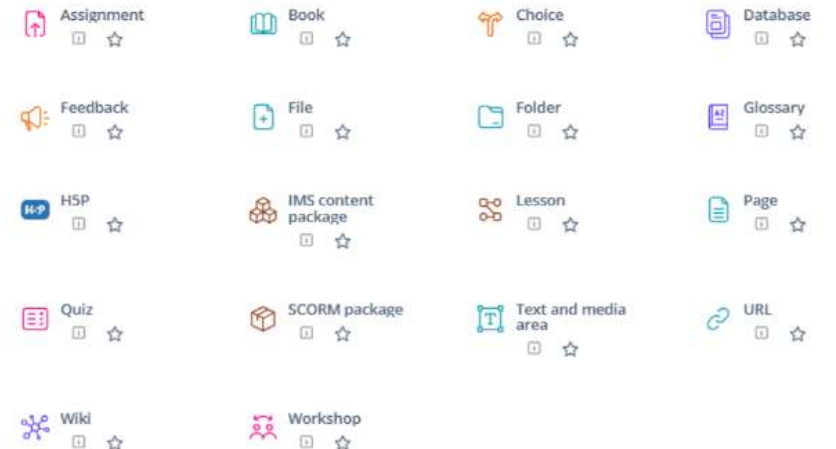 Assignment
Book
Choice
Database
Feedback
File
Folder
Glossary
H5P
H5P
IMS content
package
Lesson
Page
Quiz
SCORM package
T
Text and media
area
URL
Wiki
Workshop